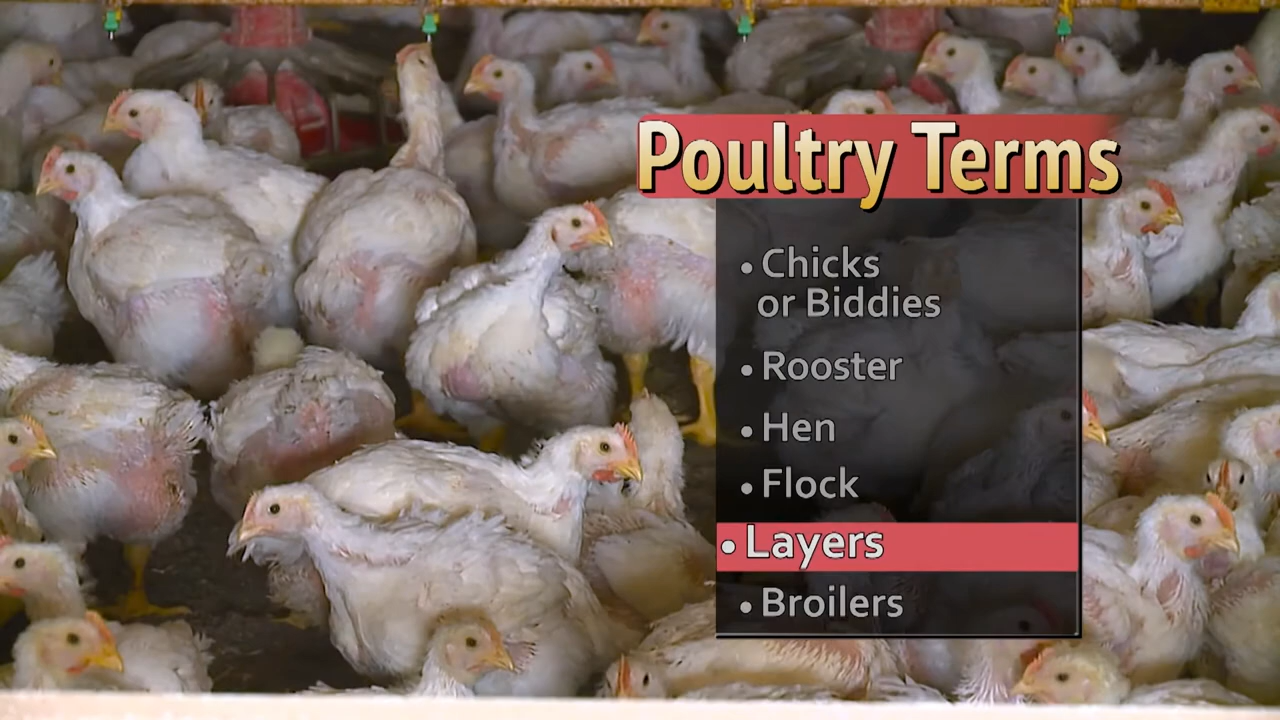 Poultry Terms
• Chicks
or Biddies
• Rooster
• Hen
• Flock
• Layers
• Broilers